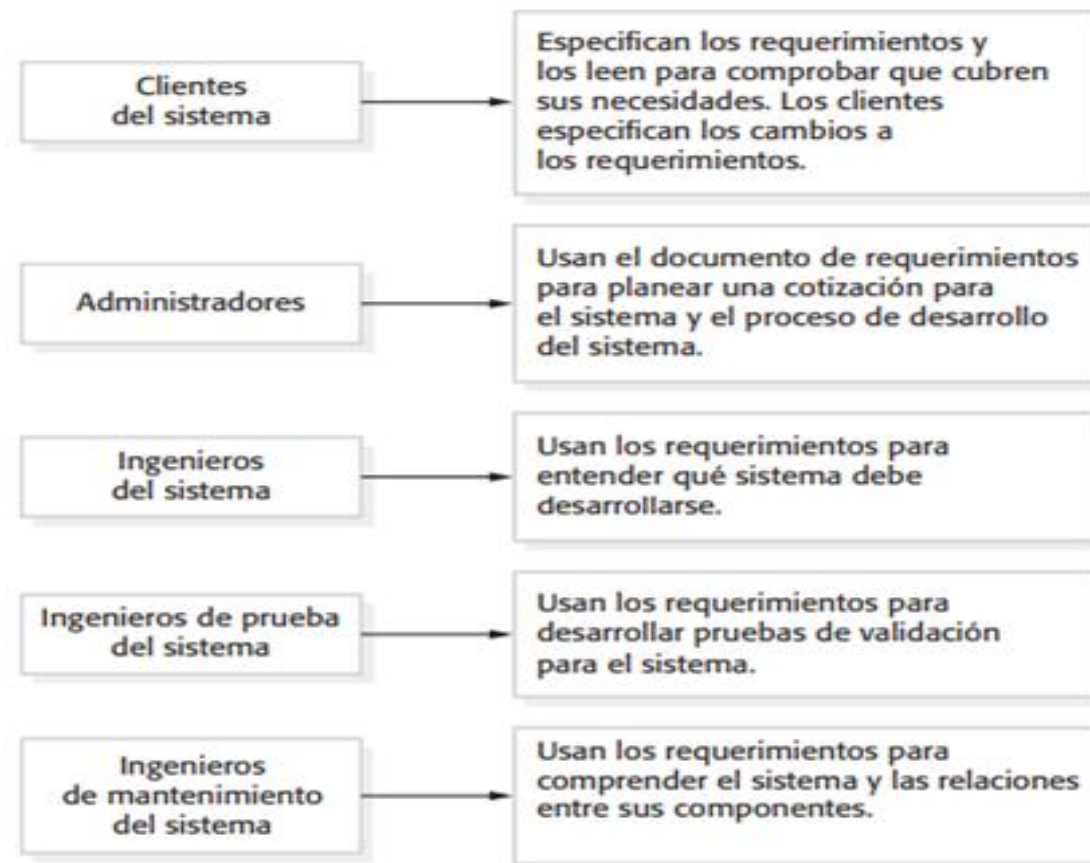 Clientes
del sistema
Especifican los requerimientos y
los leen para comprobar que cubren
sus necesidades. Los clientes
especifican los cambios a
los requerimientos.
Administradores
Usan el documento de requerimientos
para planear una cotización para
el sistema y el proceso de desarrollo
del sistema.
Ingenieros
del sistema
Usan los requerimientos para
entender qué sistema debe
desarrollarse.
Ingenieros de prueba
del sistema
Usan los requerimientos para
desarrollar pruebas de validación
para el sistema.
Ingenieros
de mantenimiento
del sistema
Usan los requerimientos para
comprender el sistema y las relaciones
entre sus componentes.